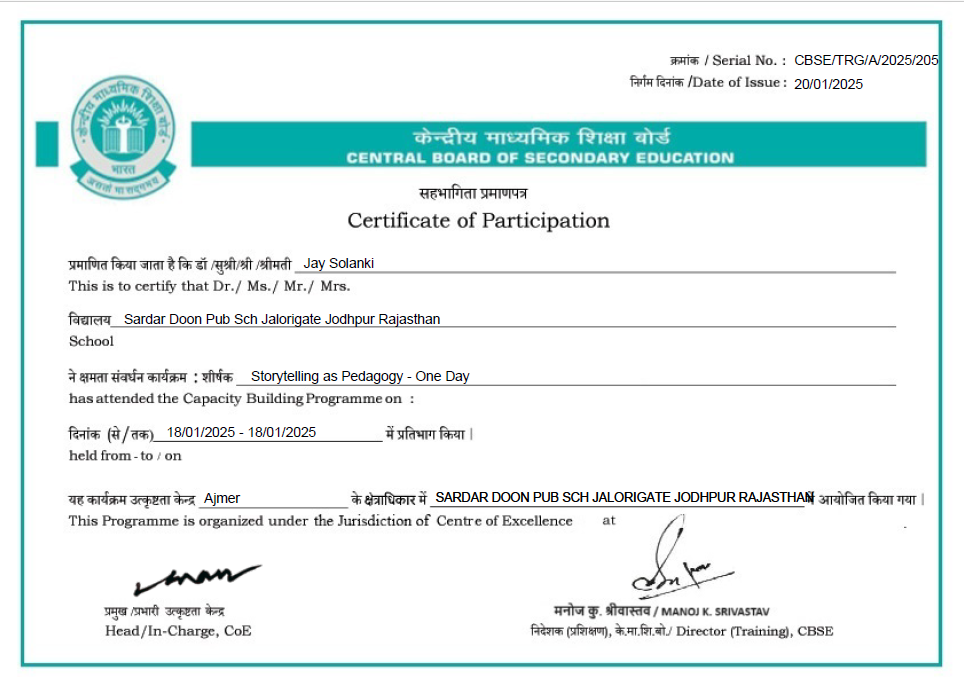 क्रमांक / Serial No. : CBSE/TRG/A/2025/205
निर्गम दिनांक /Date of Issue : 20/01/2025
केन्द्रीय माध्यमिक शिक्षा बोर्ड
भारत
असतो मा सद्गमय
केन्द्रीय माध्यमिक शिक्षा बोर्ड
CENTRAL BOARD OF SECONDARY EDUCATION
सहभागिता प्रमाणपत्र
Certificate of Participation
प्रमाणित किया जाता है कि डॉ /सुश्री/श्री /श्रीमती Jay Solanki
This is to certify that Dr./ Ms./ Mr./ Mrs.
विद्यालय Sardar Doon Pub Sch Jalorigate Jodhpur Rajasthan
School
ने क्षमता संवर्धन कार्यक्रम : शीर्षक Storytelling as Pedagogy - One Day
has attended the Capacity Building Programme on :
दिनांक (से/तक) 18/01/2025 - 18/01/2025 में प्रतिभाग किया |
held from - to / on
यह कार्यक्रम उत्कृष्टता केन्द्र Ajmer के क्षेत्राधिकार में SARDAR DOON PUB SCH JALORIGATE JODHPUR RAJASTHAN में आयोजित किया गया |
This Programme is organized under the Jurisdiction of Centre of Excellence at
प्रमुख /प्रभारी उत्कृष्टता केन्द्र
Head/In-Charge, CoE
मनोज कु. श्रीवास्तव / MANOJ K. SRIVASTAV
निदेशक (प्रशिक्षण), के.मा.शि.बो./ Director (Training), CBSE